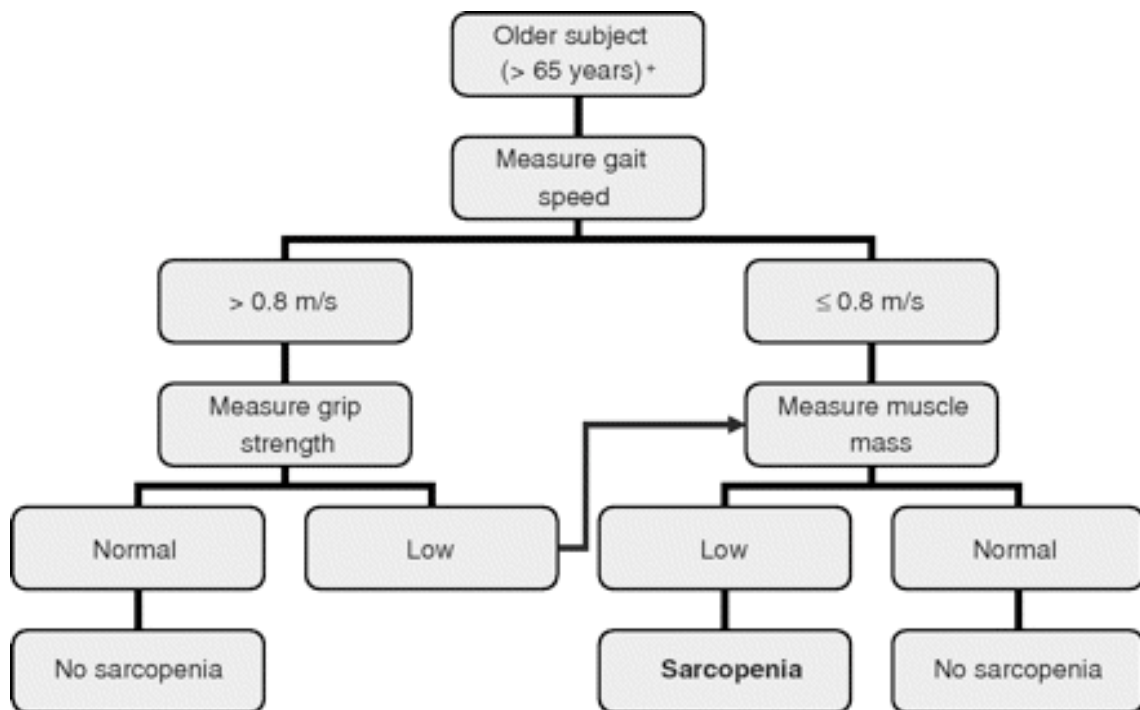 Older subject
(> 65 years) +
Measure gait
speed
> 0.8 m/s
≤ 0.8 m/s
Measure grip
strength
Measure muscle
mass
Normal
Low
Low
Normal
No sarcopenia
Sarcopenia
No sarcopenia